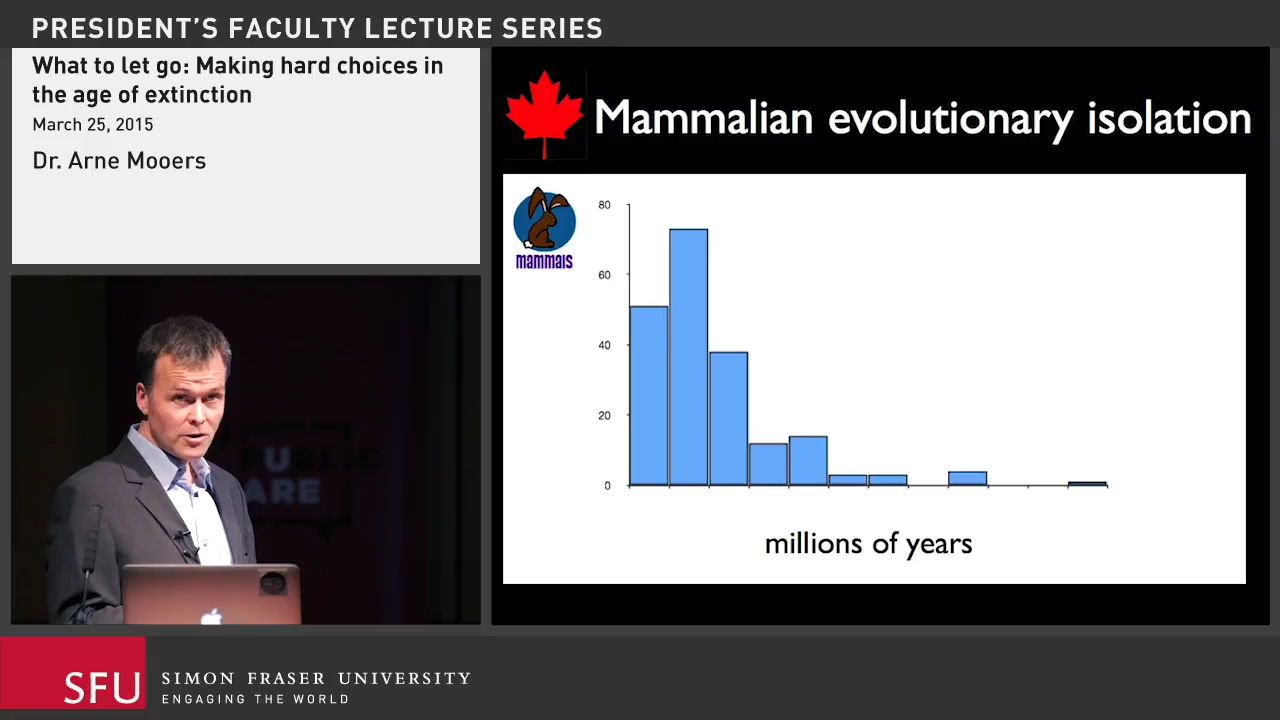 PRESIDENT'S FACULTY LECTURE SERIES
What to let go: Making hard choices in
the age of extinction
March 25, 2015
Dr. Arne Mooers
Mammalian evolutionary isolation
mammals
80
60
40
20
0
millions of years
PUBLIC
SFU
SIMON FRASER UNIVERSITY
ENGAGING THE WORLD